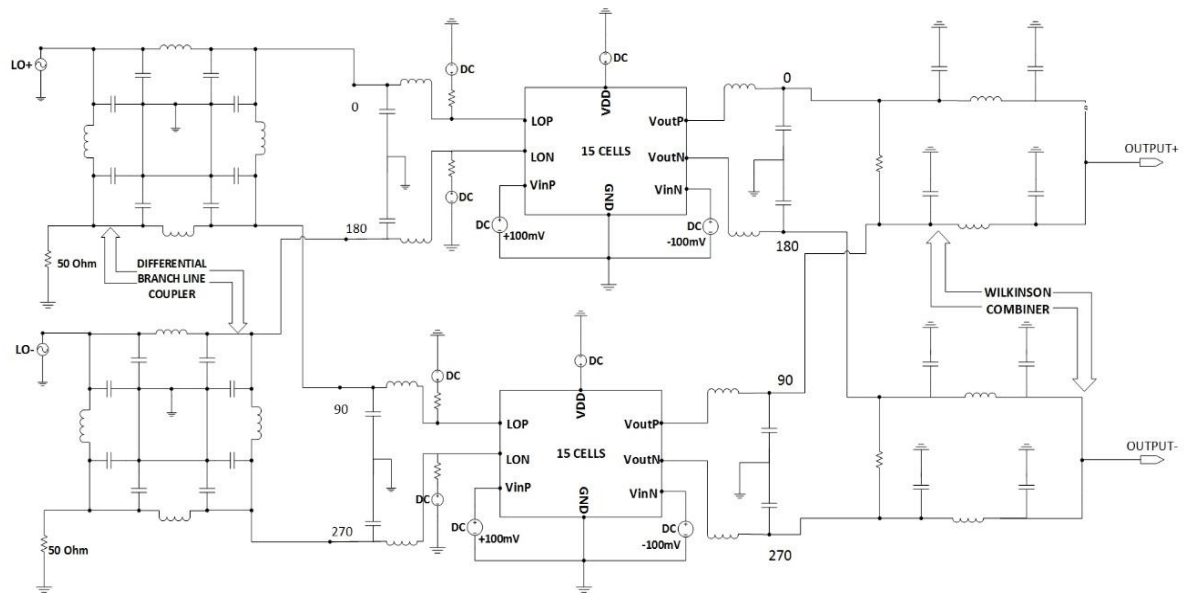 LO+
0
DC
DC
VDD
LOP
LON
VinP
15 CELLS
GND
VoutP
VoutN
VinN
DC
DC
+100mV
DC
-100mV
0
180
180
OUTPUT+
50 Ohm
DIFFERENTIAL
BRANCH LINE
COUPLER
WILKINSON
COMBINER
LO-
90
DC
DC
VDD
LOP
LON
VinP
15 CELLS
GND
VoutP
VoutN
VinN
DC
DC
+100mV
DC
-100mV
90
270
270
OUTPUT-
50 Ohm